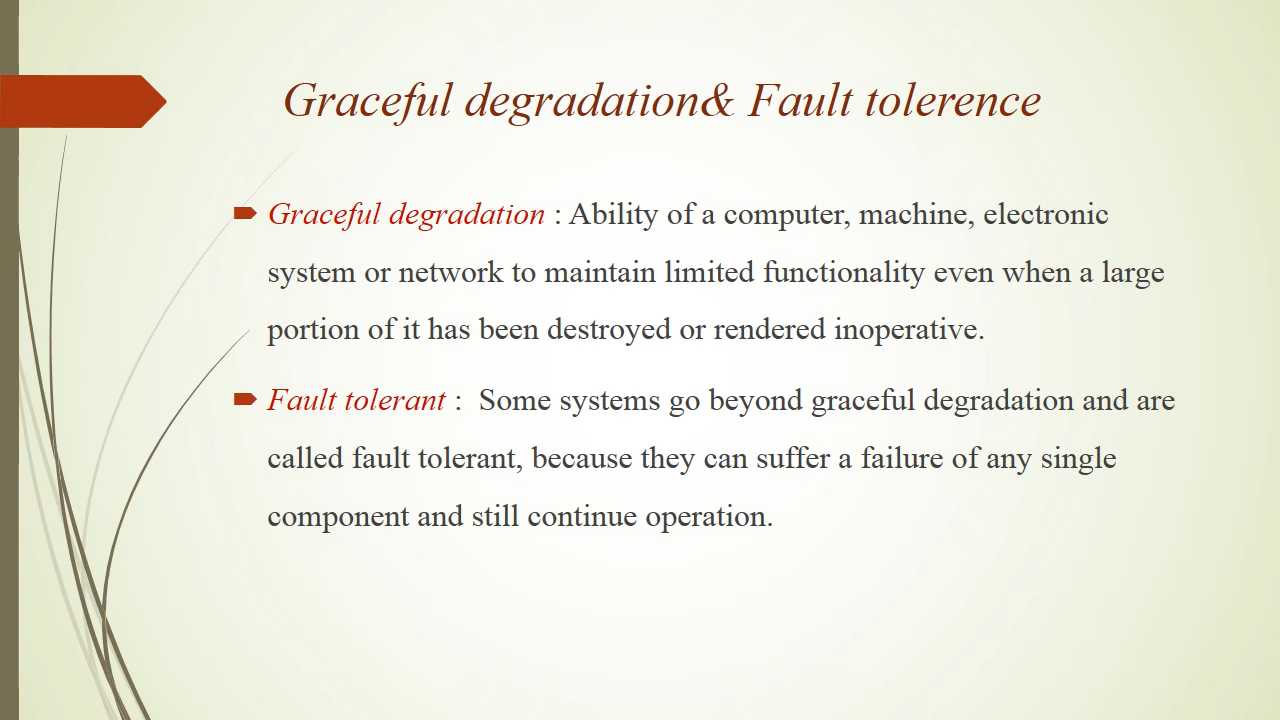 Graceful degradation& Fault tolerence
Graceful degradation : Ability of a computer, machine, electronic
system or network to maintain limited functionality even when a large
portion of it has been destroyed or rendered inoperative.
Fault tolerant :  Some systems go beyond graceful degradation and are
called fault tolerant, because they can suffer a failure of any single
component and still continue operation.